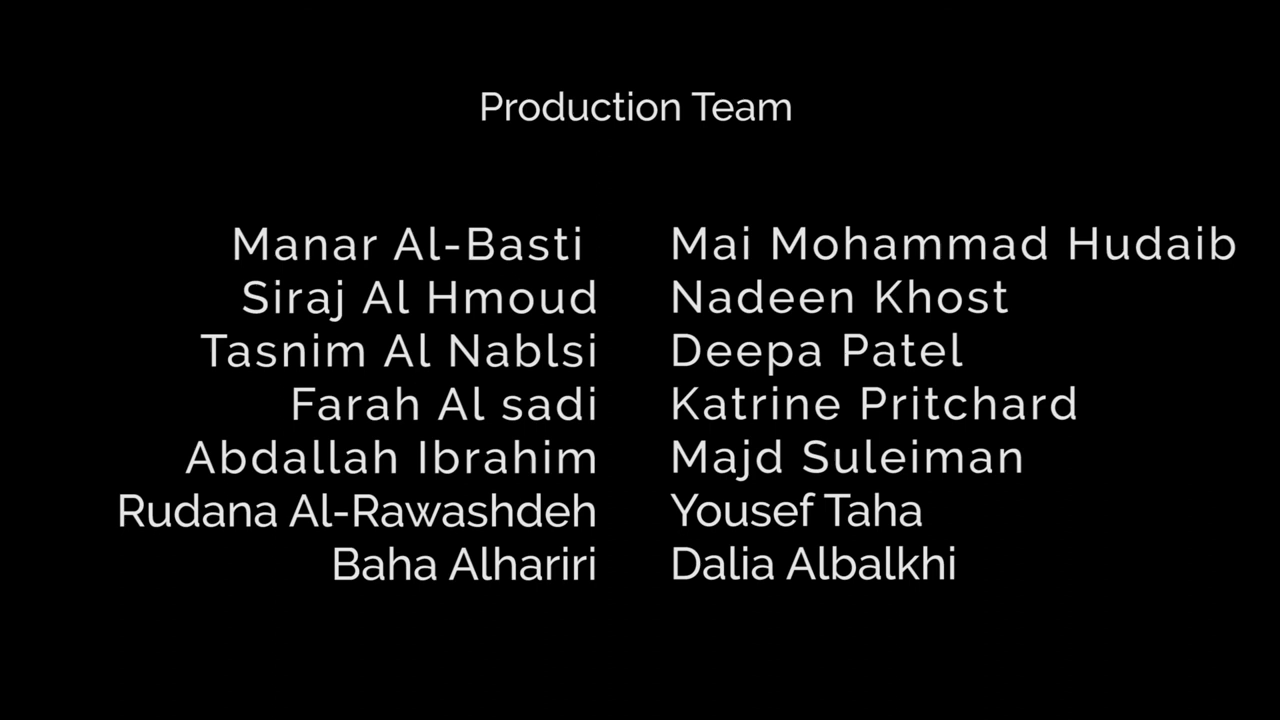 Production Team
Manar Al-Basti
Siraj Al Hmoud
Tasnim Al Nablsi
Farah Al sadi
Abdallah Ibrahim
Rudana Al-Rawashdeh
Baha Alhariri
Mai Mohammad Hudaib
Nadeen Khost
Deepa Patel
Katrine Pritchard
Majd Suleiman
Yousef Taha
Dalia Albalkhi